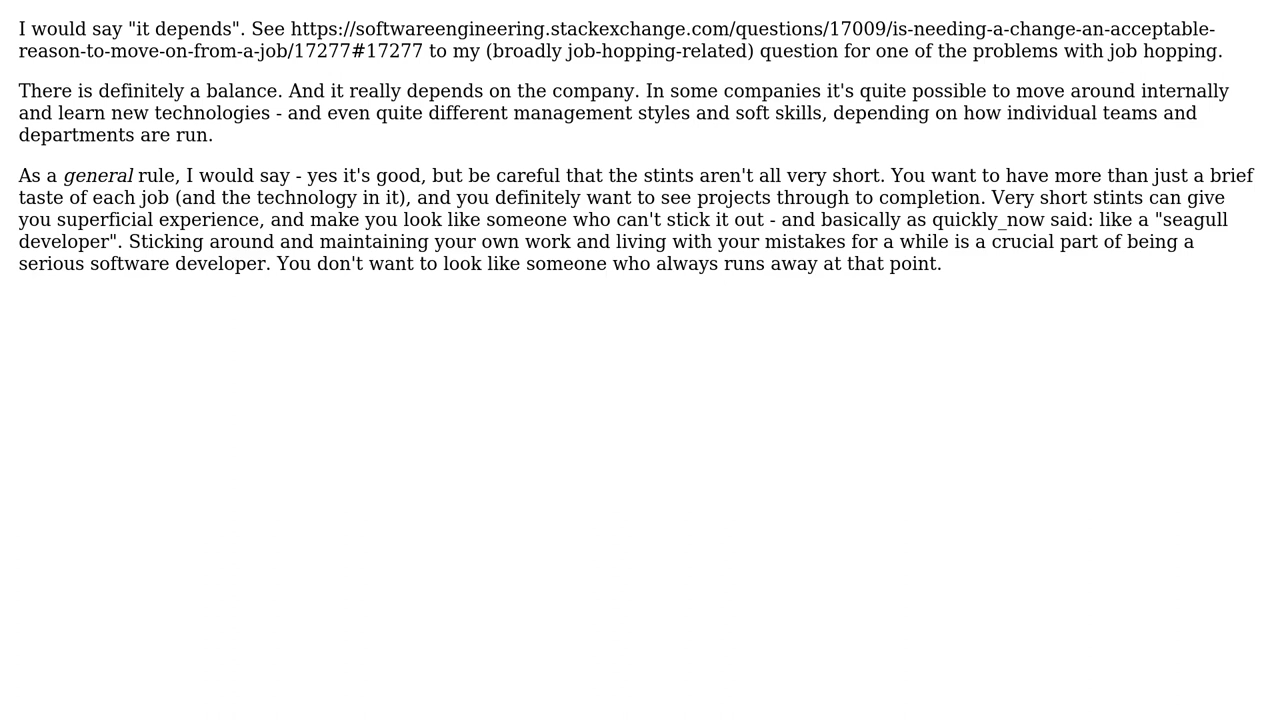 I would say "it depends". See https://softwareengineering.stackexchange.com/questions/17009/is-needing-a-change-an-acceptable-
reason-to-move-on-from-a-job/17277#17277 to my (broadly job-hopping-related) question for one of the problems with job hopping.
There is definitely a balance. And it really depends on the company. In some companies it's quite possible to move around internally
and learn new technologies - and even quite different management styles and soft skills, depending on how individual teams and
departments are run.
As a general rule, I would say - yes it's good, but be careful that the stints aren't all very short. You want to have more than just a brief
taste of each job (and the technology in it), and you definitely want to see projects through to completion. Very short stints can give
you superficial experience, and make you look like someone who can't stick it out - and basically as quickly_now said: like a "seagull
developer". Sticking around and maintaining your own work and living with your mistakes for a while is a crucial part of being a
serious software developer. You don't want to look like someone who always runs away at that point.